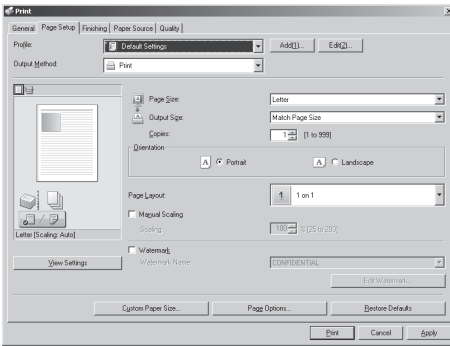 Print
General Page Setup Finishing Paper Source Quality
Profile: Default Settings Add(1)... Edit(2)...
Output Method: Print
Page Size: Letter
Output Size: Match Page Size
Copies: 1 [1 to 999]
Orientation
A Portrait A Landscape
Page Layout: 1 1 on 1
Manual Scaling
Scaling: 100 % [25 to 200]
Letter [Scaling: Auto]
View Settings
Watermark
Watermark Name: CONFIDENTIAL
Edit Watermark...
Custom Paper Size... Page Options... Restore Defaults
Print Cancel Apply